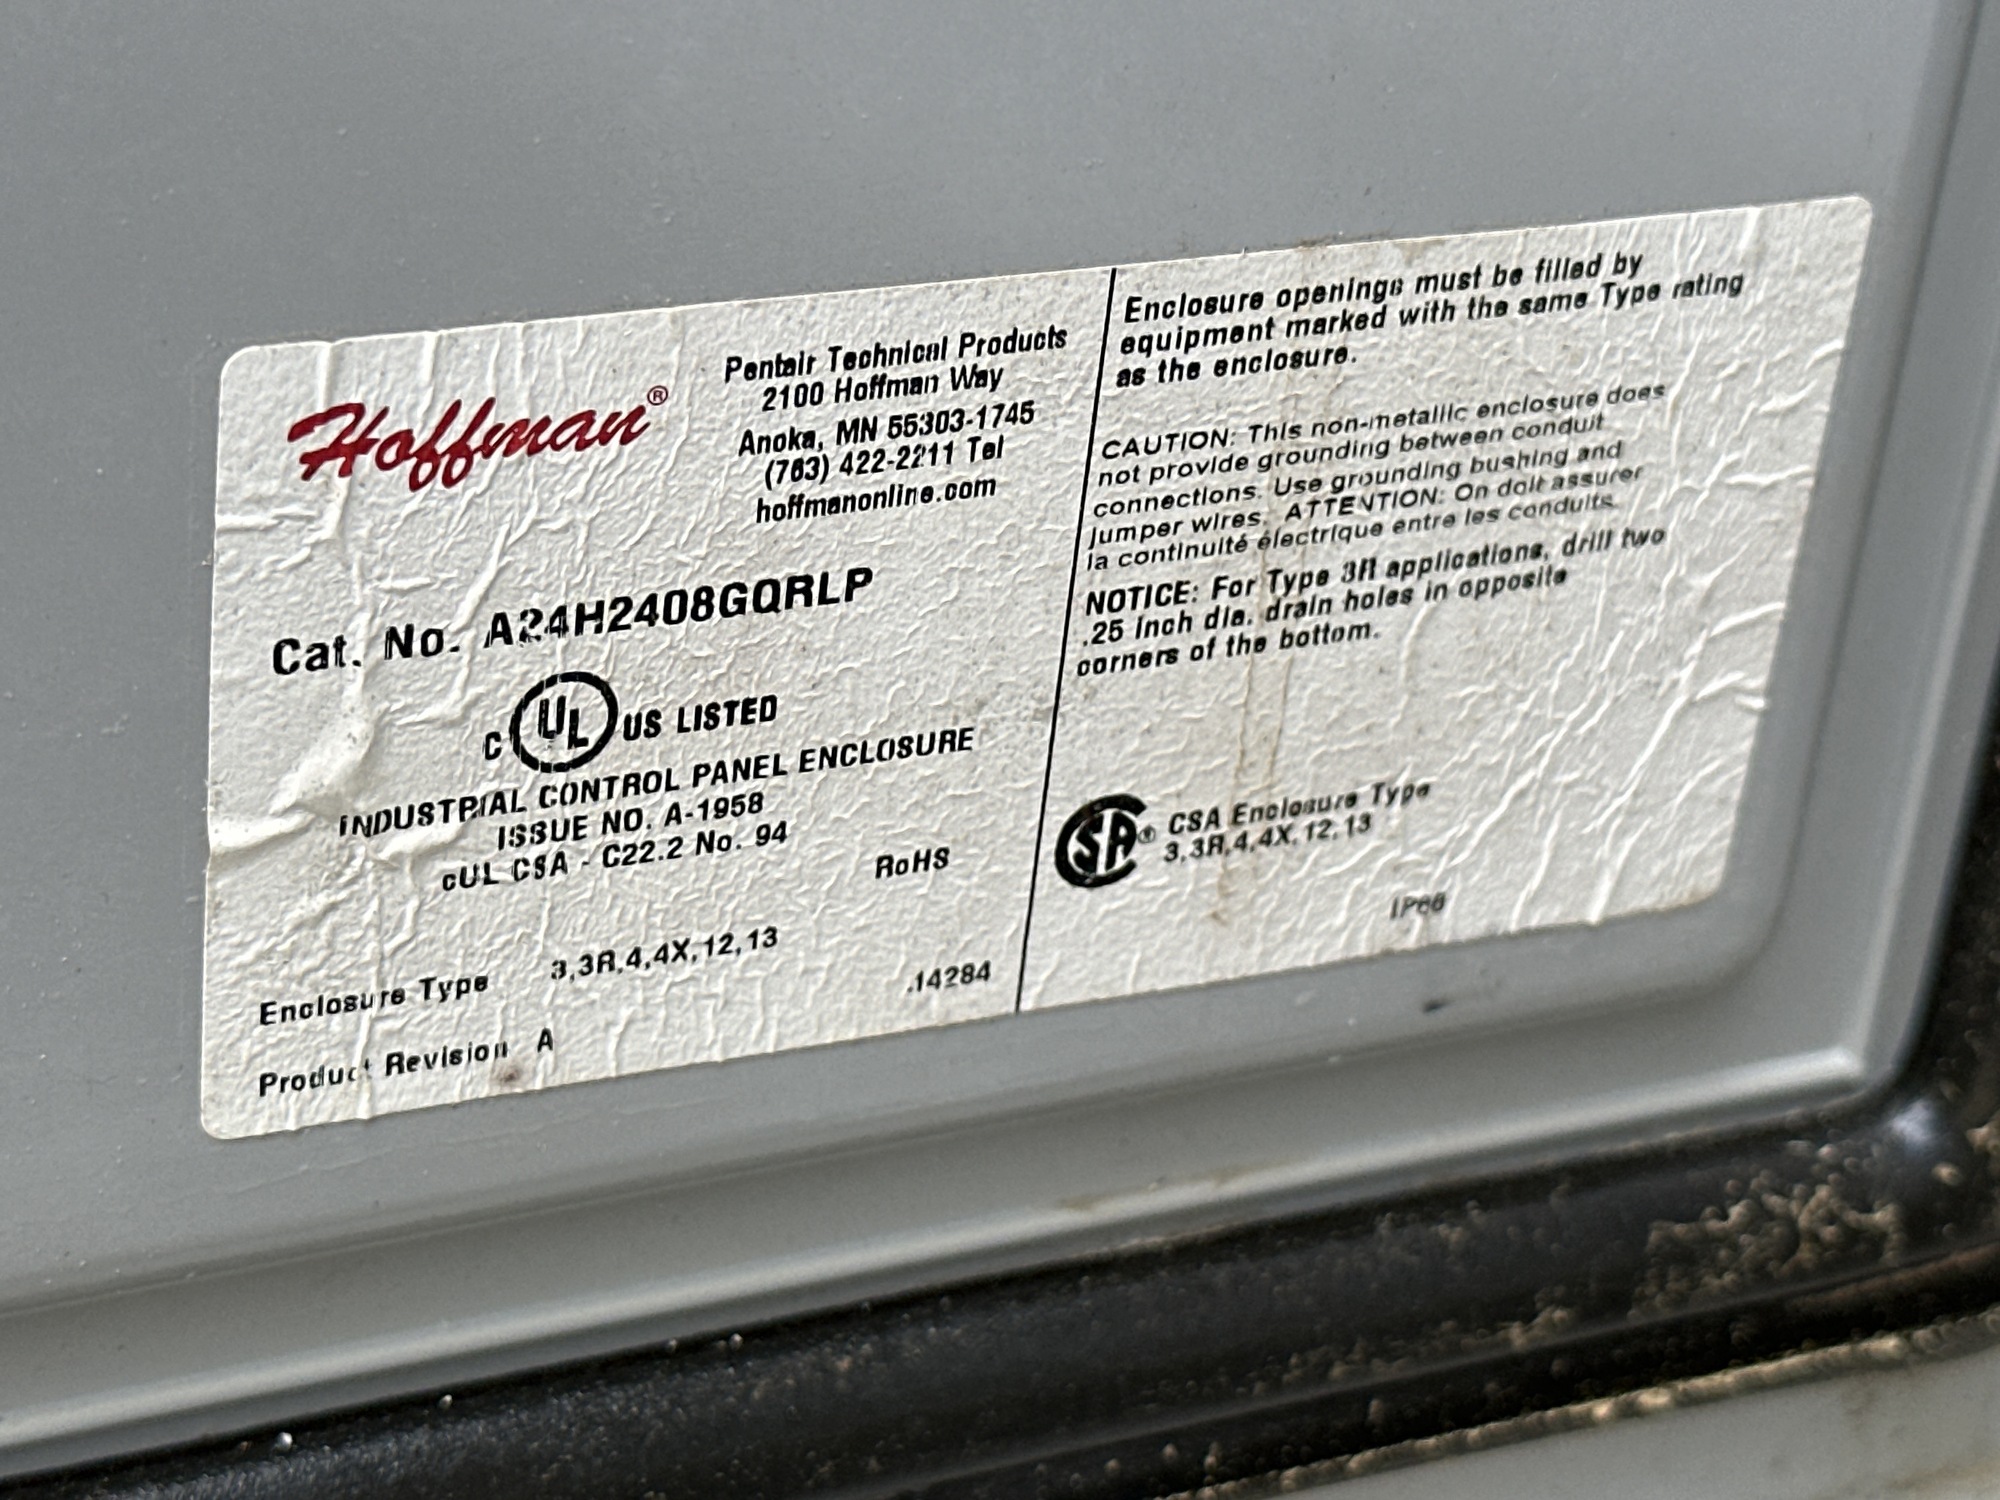 Hoffman®
Pentair Technical Products
2100 Hoffman Way
Anoka, MN 55303-1745
(763) 422-2211 Tel
hoffmanonline.com
Cat. No. A24H2408GQRLP
c UL US LISTED
INDUSTRIAL CONTROL PANEL ENCLOSURE
ISSUE NO. A-1958
cUL CSA - C22.2 No. 94
RoHS
Enclosure Type 3,3R,4,4X,12,13
.14284
Product Revision A
Enclosure openings must be filled by
equipment marked with the same Type rating
as the enclosure.
CAUTION: This non-metallic enclosure does
not provide grounding between conduit
connections. Use grounding bushing and
jumper wires. ATTENTION: On doit assurer
la continuité électrique entre les conduits.
NOTICE: For Type 3R applications, drill two
.25 inch dia. drain holes in opposite
corners of the bottom.
SA® CSA Enclosure Type
3,3R,4,4X,12,13
IP66